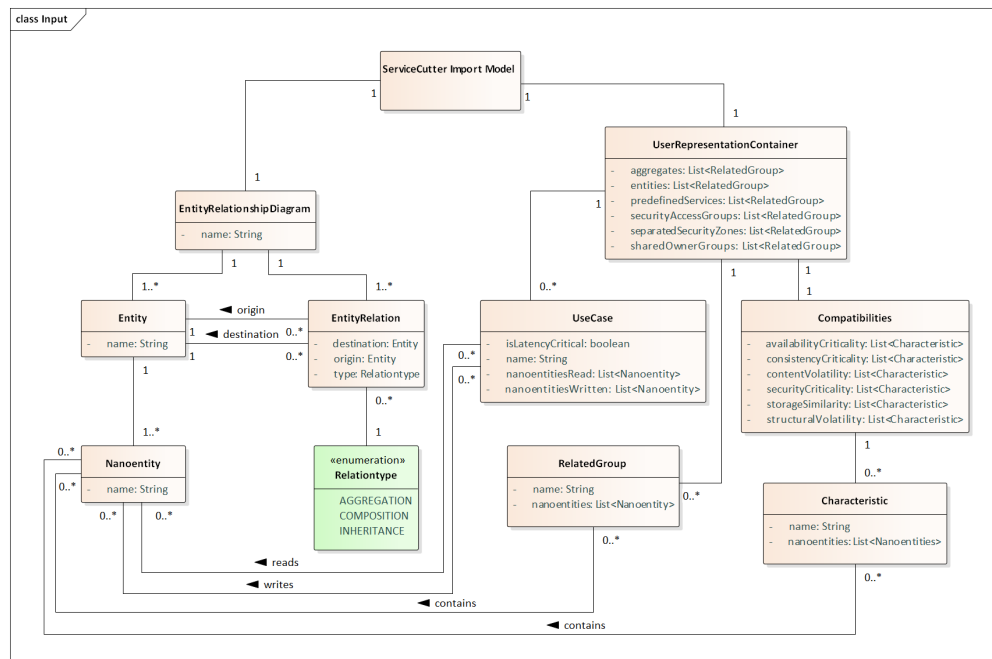 class Input
ServiceCutter Import Model
1
1
1
1
UserRepresentationContainer
- aggregates: List<RelatedGroup>
- entities: List<RelatedGroup>
- predefinedServices: List<RelatedGroup>
- securityAccessGroups: List<RelatedGroup>
- separatedSecurityZones: List<RelatedGroup>
- sharedOwnerGroups: List<RelatedGroup>
EntityRelationshipDiagram
- name: String
1
1
1
1
1
1..*
1..*
0..*
1
Entity
- name: String
origin
1
0..*
destination
1
0..*
EntityRelation
- destination: Entity
- origin: Entity
- type: Relationtype
UseCase
- isLatencyCritical: boolean
- name: String
- nanoentitiesRead: List<Nanoentity>
- nanoentitiesWritten: List<Nanoentity>
0..*
0..*
Compatibilities
- availabilityCriticality: List<Characteristic>
- consistencyCriticality: List<Characteristic>
- contentVolatility: List<Characteristic>
- securityCriticality: List<Characteristic>
- storageSimilarity: List<Characteristic>
- structuralVolatility: List<Characteristic>
1
0..*
1..*
1
1
0..*
0..*
0..*
Nanoentity
- name: String
0..*
0..*
«enumeration»
Relationtype
AGGREGATION
COMPOSITION
INHERITANCE
RelatedGroup
- name: String
- nanoentities: List<Nanoentity>
0..*
0..*
Characteristic
- name: String
- nanoentities: List<Nanoentities>
0..*
reads
writes
contains
contains